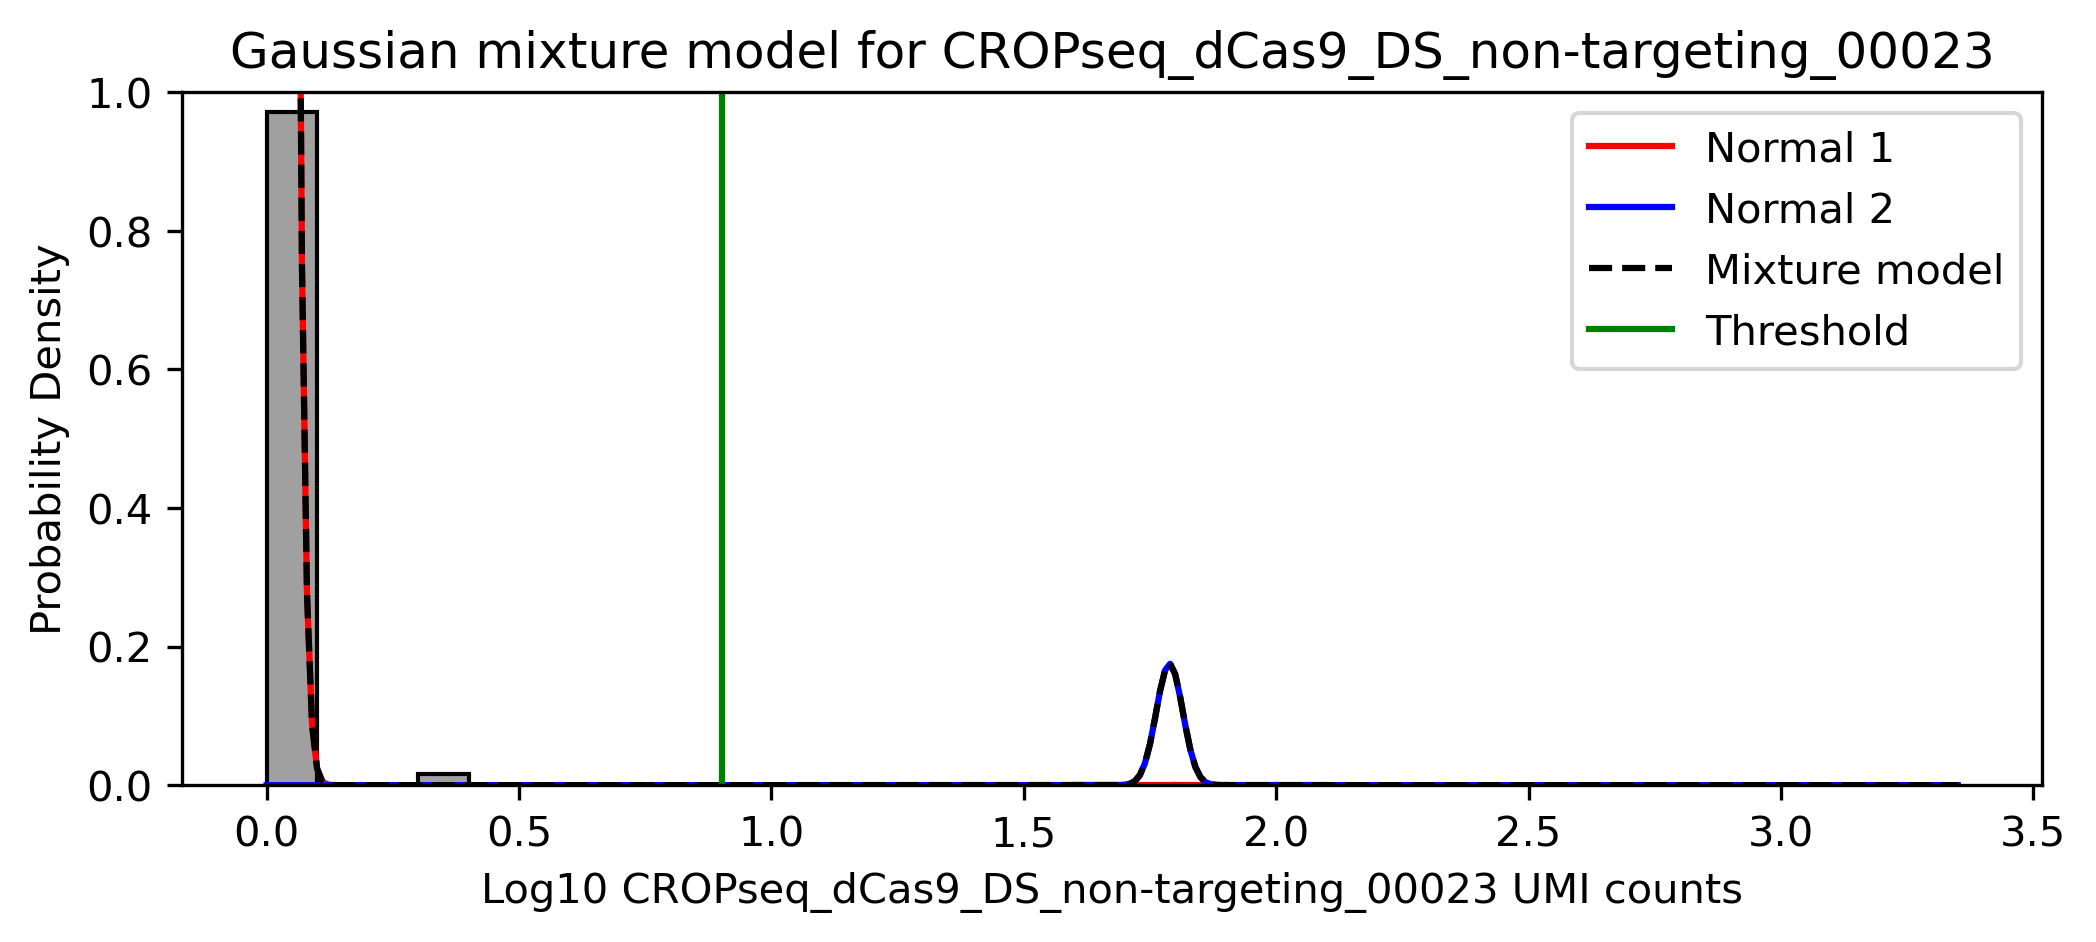 Gaussian mixture model for CROPseq_dCas9_DS_non-targeting_00023
1.0
0.8
0.6
0.4
0.2
0.0
Probability Density
Normal 1
Normal 2
Mixture model
Threshold
0.0 0.5 1.0 1.5 2.0 2.5 3.0 3.5
Log10 CROPseq_dCas9_DS_non-targeting_00023 UMI counts